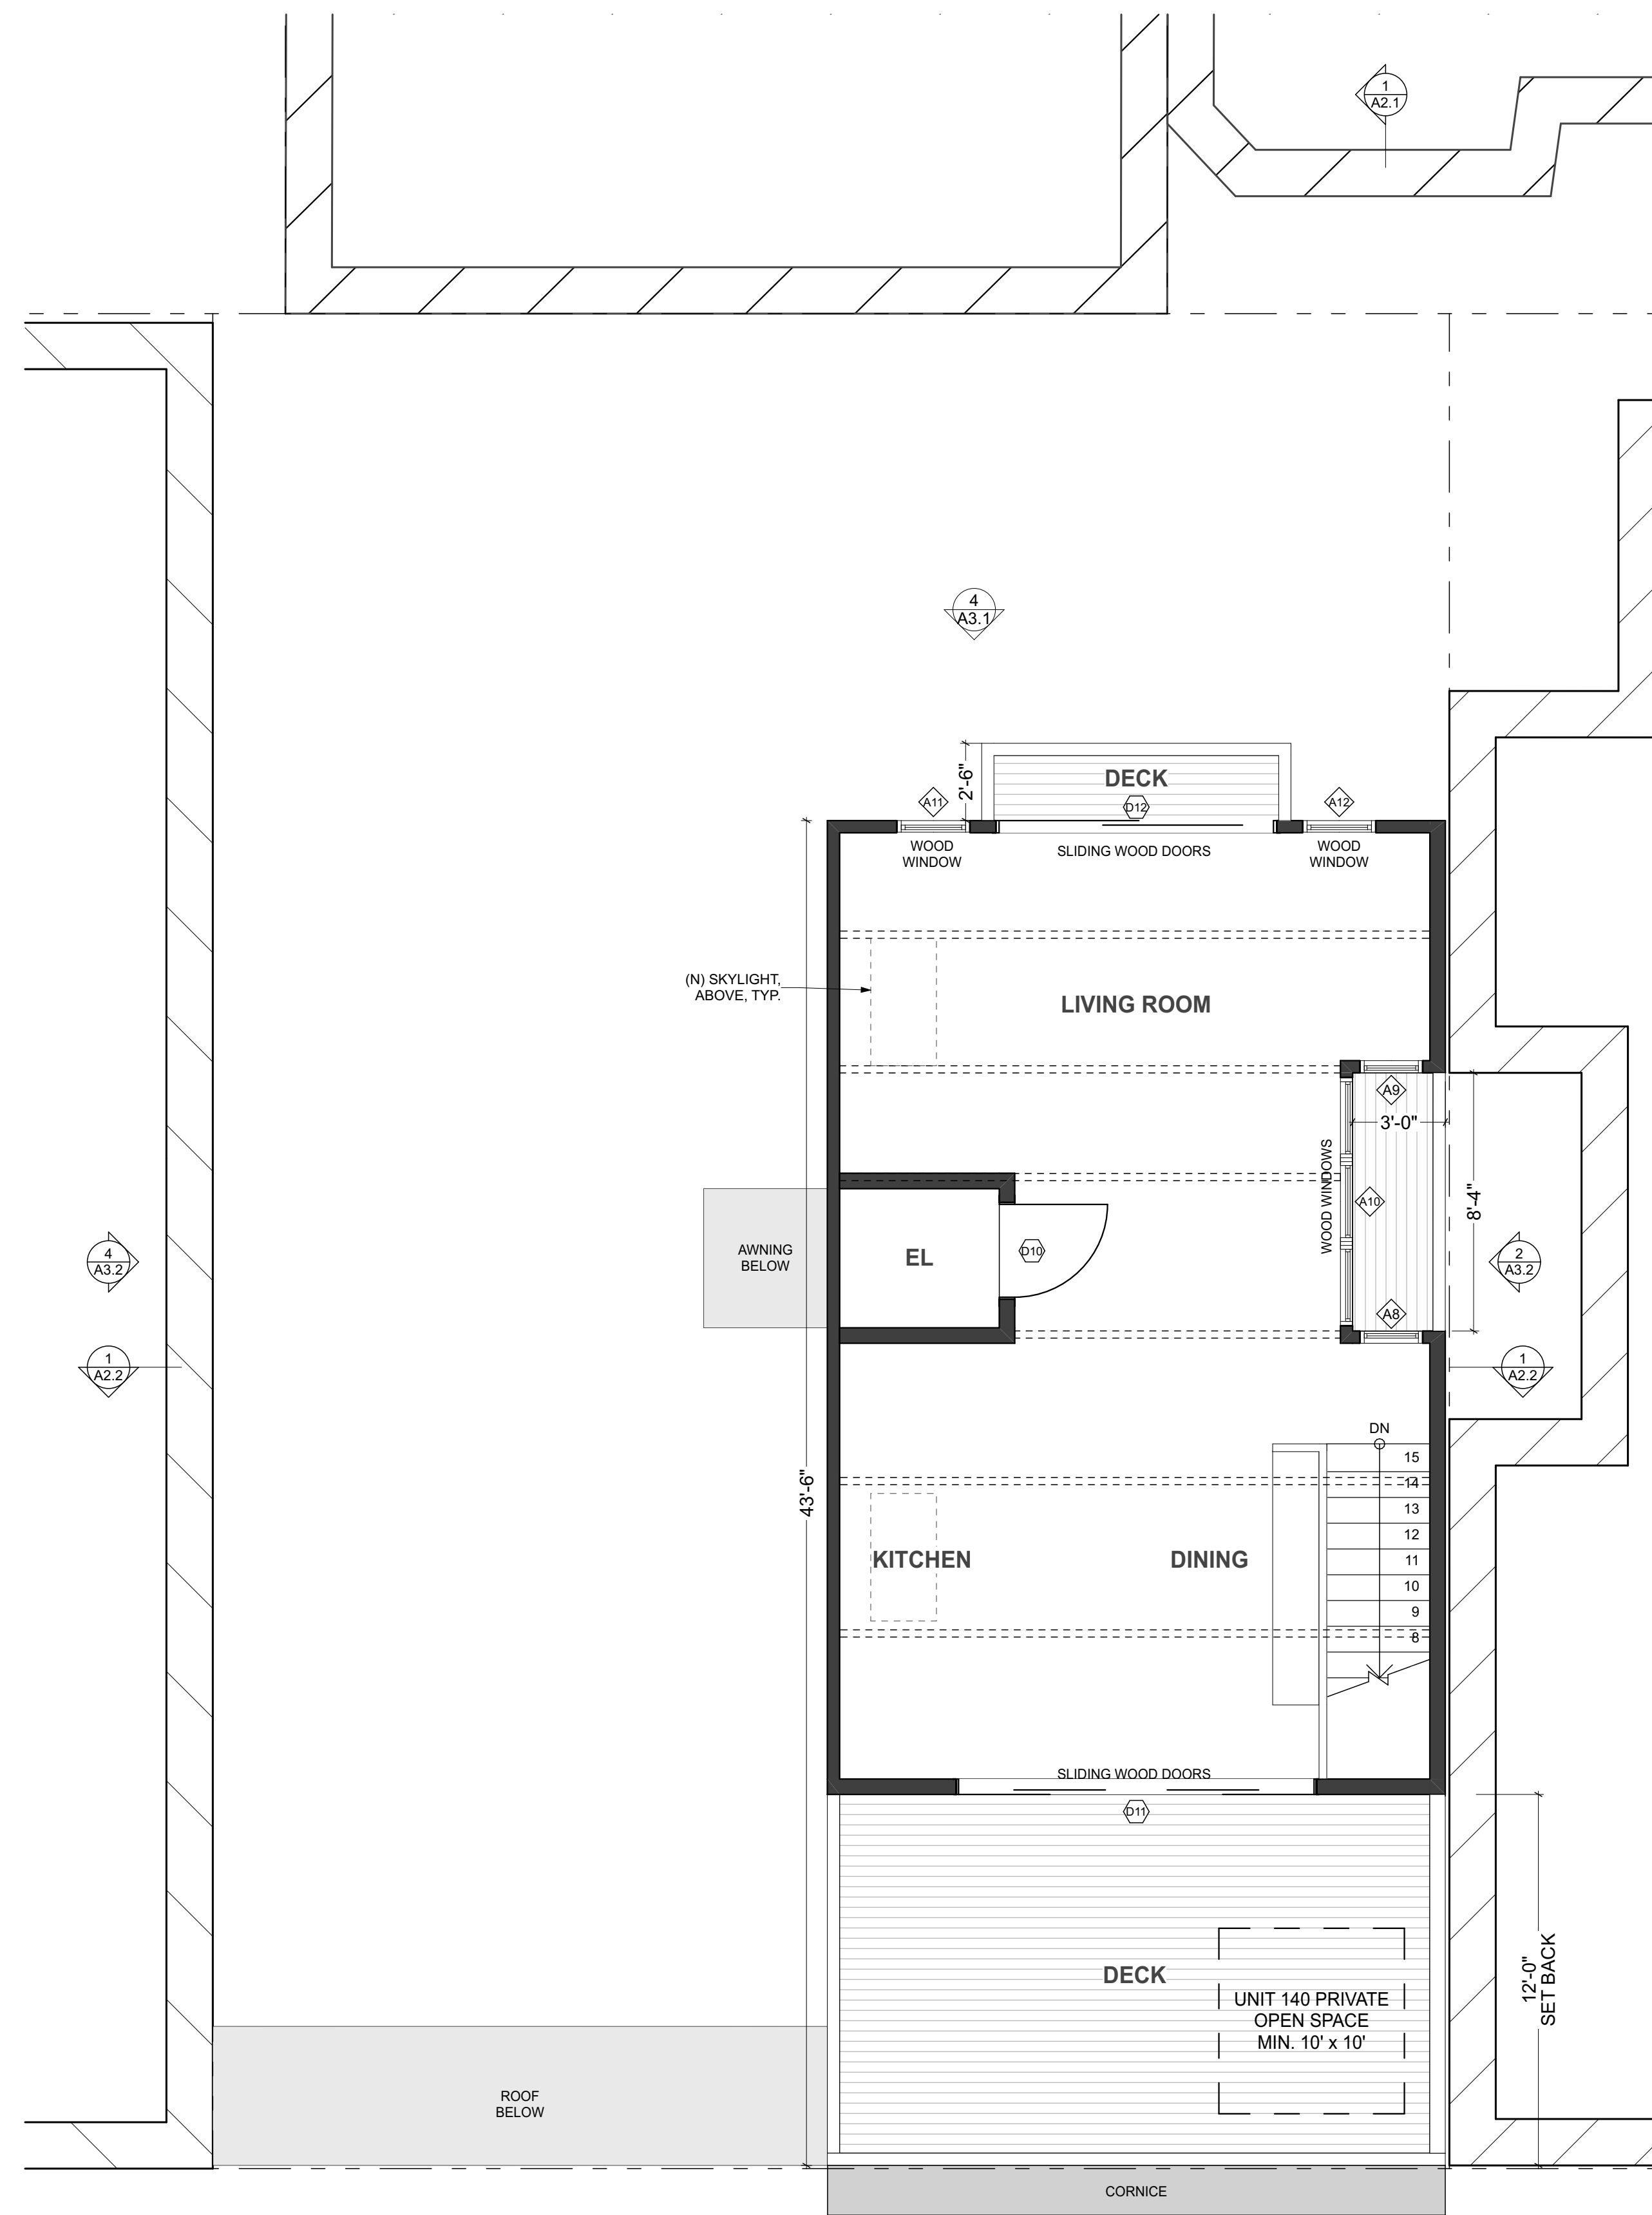 1
A2.1
4
A3.1
2'-6"
DECK
D12
A11
A12
WOOD
WINDOW
SLIDING WOOD DOORS
WOOD
WINDOW
(N) SKYLIGHT,
ABOVE, TYP.
LIVING ROOM
A9
3'-0"
WOOD WINDOWS
A10
8'-4"
AWNING
BELOW
EL
D10
4
A3.2
2
A3.2
A8
1
A2.2
1
A2.2
DN
15
14
13
12
11
10
9
8
43'-6"
KITCHEN
DINING
SLIDING WOOD DOORS
D11
DECK
UNIT 140 PRIVATE
OPEN SPACE
MIN. 10' x 10'
12'-0"
SET BACK
ROOF
BELOW
CORNICE